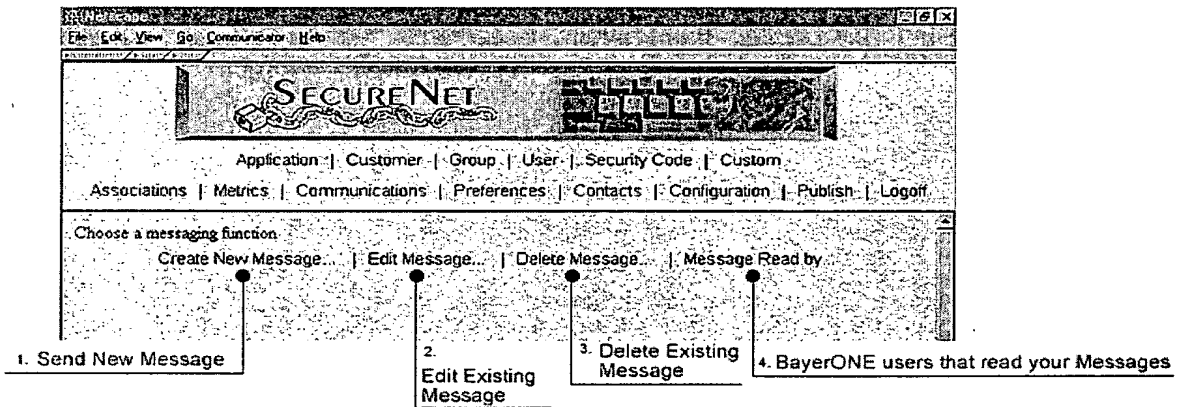 Netscape
File Edit View Go Communicator Help
SECURENET
Application | Customer | Group | User | Security Code | Custom
Associations | Metrics | Communications | Preferences | Contacts | Configuration | Publish | Logoff
Choose a messaging function
Create New Message... | Edit Message... | Delete Message... | Message Read by...
1. Send New Message
2.
Edit Existing
Message
3. Delete Existing
Message
4. BayerONE users that read your Messages